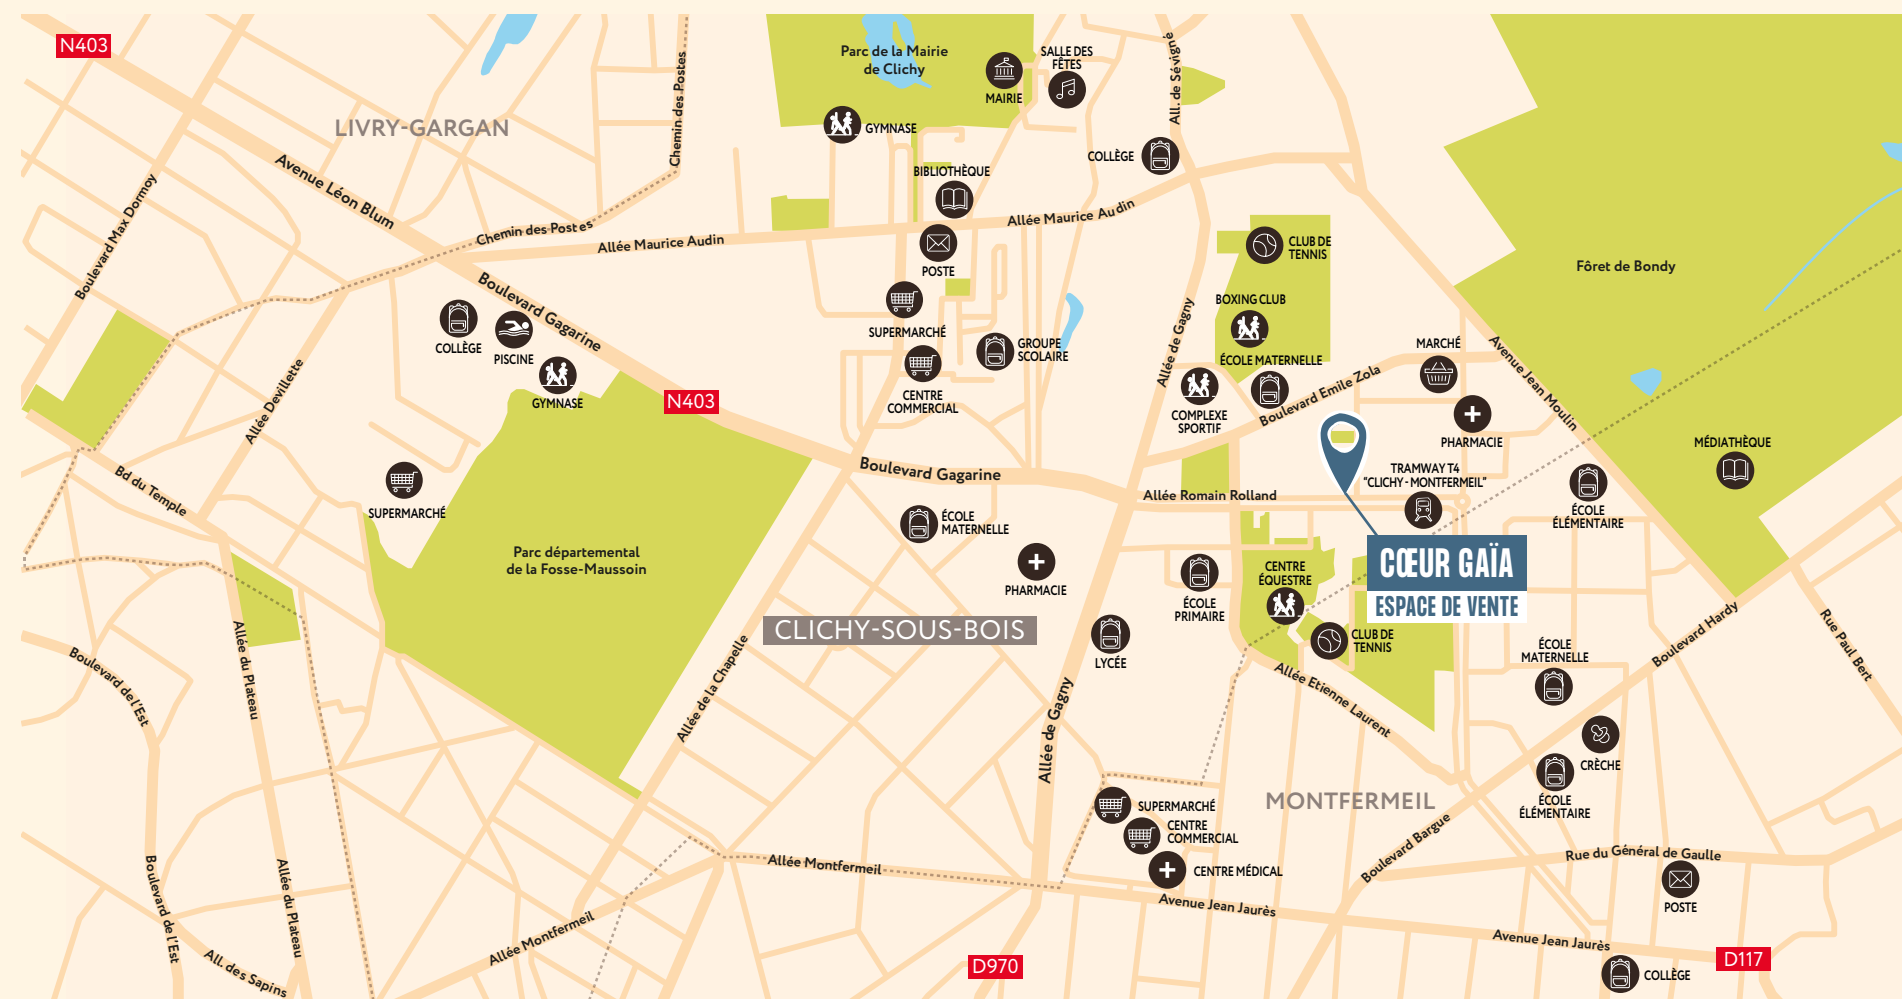 N403
LIVRY-GARGAN
Chemin des Postes
Parc de la Mairie
de Clichy
MAIRIE
SALLE DES
FÊTES
All. de Sévigné
GYMNASE
COLLÈGE
BIBLIOTHÈQUE
Avenue Léon Blum
Boulevard Max Dormoy
Chemin des Postes
Allée Maurice Audin
Allée Maurice Audin
POSTE
CLUB DE
TENNIS
Fôret de Bondy
Boulevard Gagarine
COLLÈGE
PISCINE
GYMNASE
SUPERMARCHÉ
CENTRE
COMMERCIAL
GROUPE
SCOLAIRE
Allée de Gagny
BOXING CLUB
ÉCOLE MATERNELLE
COMPLEXE
SPORTIF
Boulevard Emile Zola
MARCHÉ
PHARMACIE
Avenue Jean Moulin
MÉDIATHÈQUE
Allée Devillette
N403
Bd du Temple
SUPERMARCHÉ
Boulevard Gagarine
Allée Romain Rolland
TRAMWAY T4
"CLICHY - MONTFERMEIL"
ÉCOLE
ÉLÉMENTAIRE
Parc départemental
de la Fosse-Maussoin
ÉCOLE
MATERNELLE
PHARMACIE
ÉCOLE
PRIMAIRE
CENTRE
ÉQUESTRE
CŒUR GAÏA
ESPACE DE VENTE
CLICHY-SOUS-BOIS
LYCÉE
CLUB DE
TENNIS
ÉCOLE
MATERNELLE
Boulevard Hardy
Rue Paul Bert
Boulevard de l'Est
Allée du Plateau
Allée de la Chapelle
Allée de Gagny
Allée Etienne Laurent
CRÈCHE
ÉCOLE
ÉLÉMENTAIRE
MONTFERMEIL
SUPERMARCHÉ
CENTRE
COMMERCIAL
CENTRE MÉDICAL
Boulevard Bargue
Rue du Général de Gaulle
POSTE
Allée Montfermeil
Avenue Jean Jaurès
Boulevard de l'Est
Allée du Plateau
All. des Sapins
Allée Montfermeil
D970
Avenue Jean Jaurès
D117
COLLÈGE